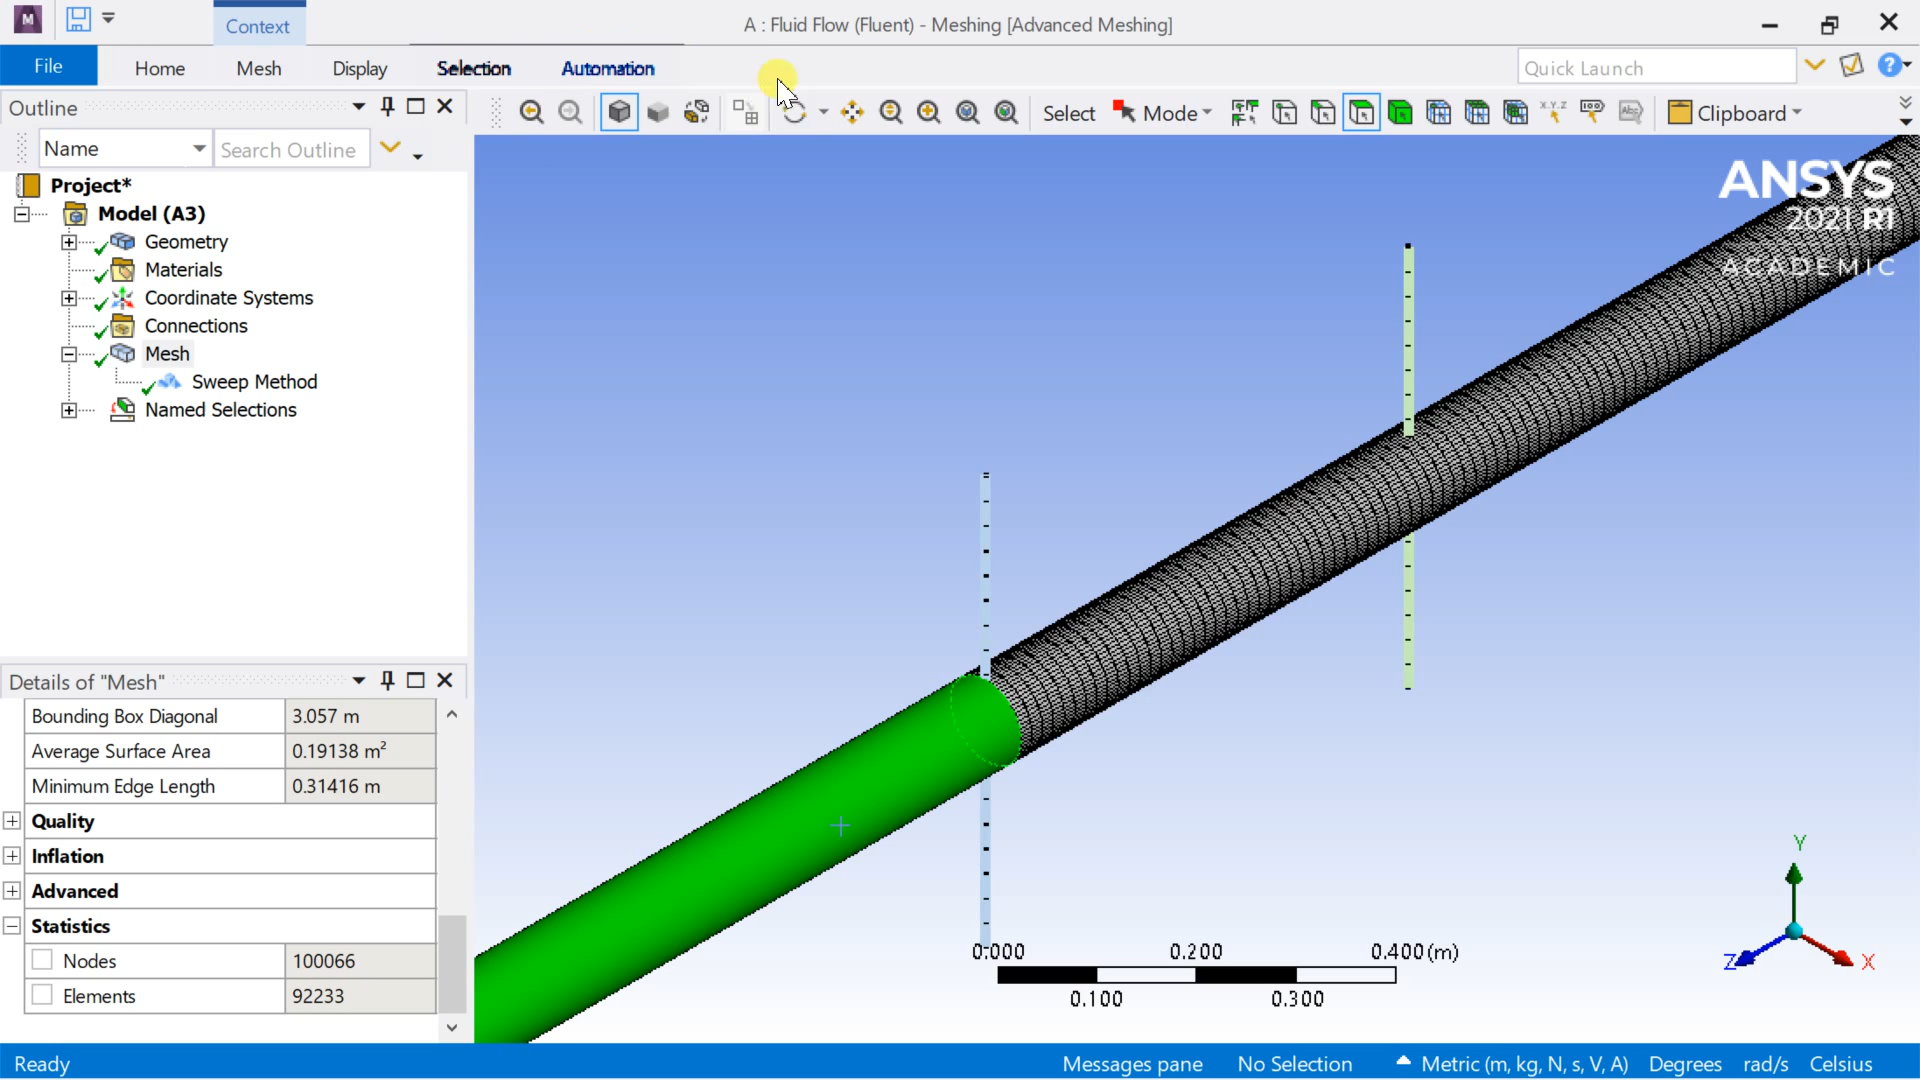 Context
A : Fluid Flow (Fluent) - Meshing [Advanced Meshing]
File
Home
Mesh
Display
Selection
Automation
Quick Launch
Outline
Select
Mode
X,Y,Z
Clipboard
Name
Search Outline
Project*
Model (A3)
Geometry
Materials
Coordinate Systems
Connections
Mesh
Sweep Method
Named Selections
ANSYS
2021 R1
ACADEMIC
Details of "Mesh"
Bounding Box Diagonal 3.057 m
Average Surface Area 0.19138 m²
Minimum Edge Length 0.31416 m
Quality
Inflation
Advanced
Statistics
Nodes 100066
Elements 92233
0.000 0.200 0.400 (m)
0.100 0.300
Y
Z
X
Ready
Messages pane
No Selection
Metric (m, kg, N, s, V, A)
Degrees
rad/s
Celsius